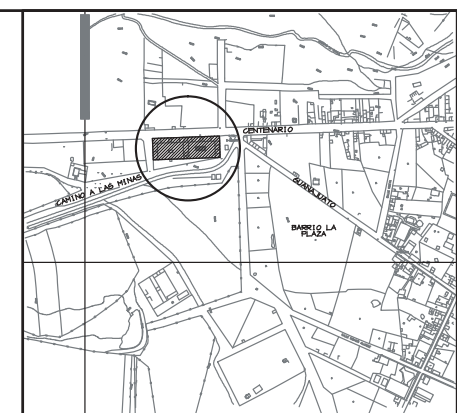 CENTENARIO
CAMINO A LAS MINAS
GUANAJUATO
BARRIO LA
PLAZA